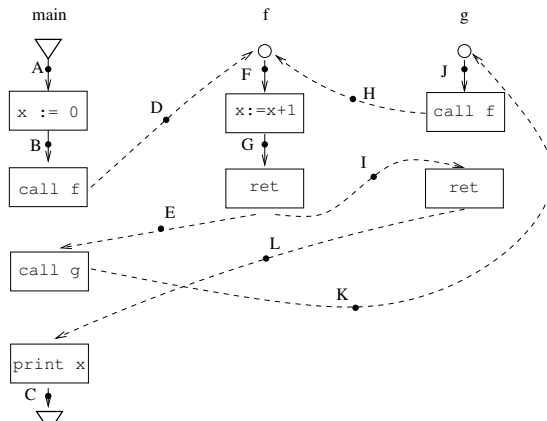 main f g
A
F
J
D
H
x := 0
x:=x+1
call f
B
G
I
call f
ret
ret
E
L
call g
K
print x
C